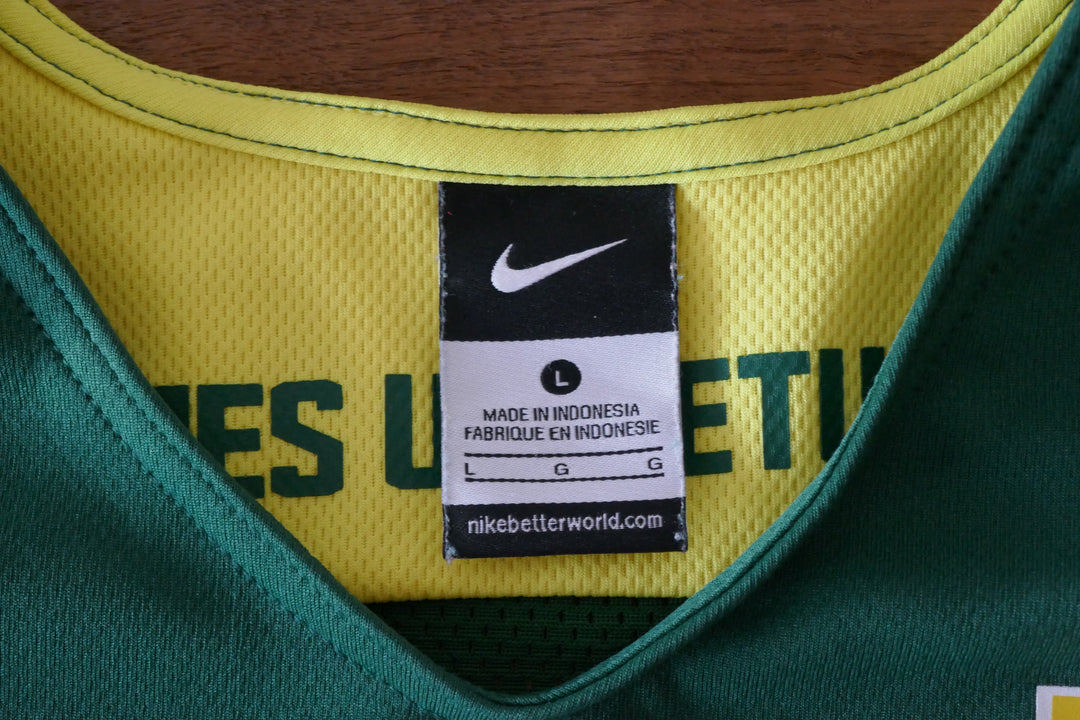 L
MADE IN INDONESIA
FABRIQUE EN INDONESIE
L G G
nikebetterworld.com